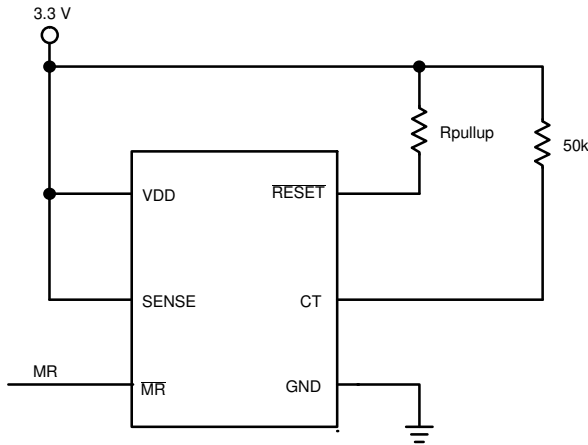 3.3 V
Rpullup
50k
VDD
RESET
SENSE
CT
MR
MR
GND